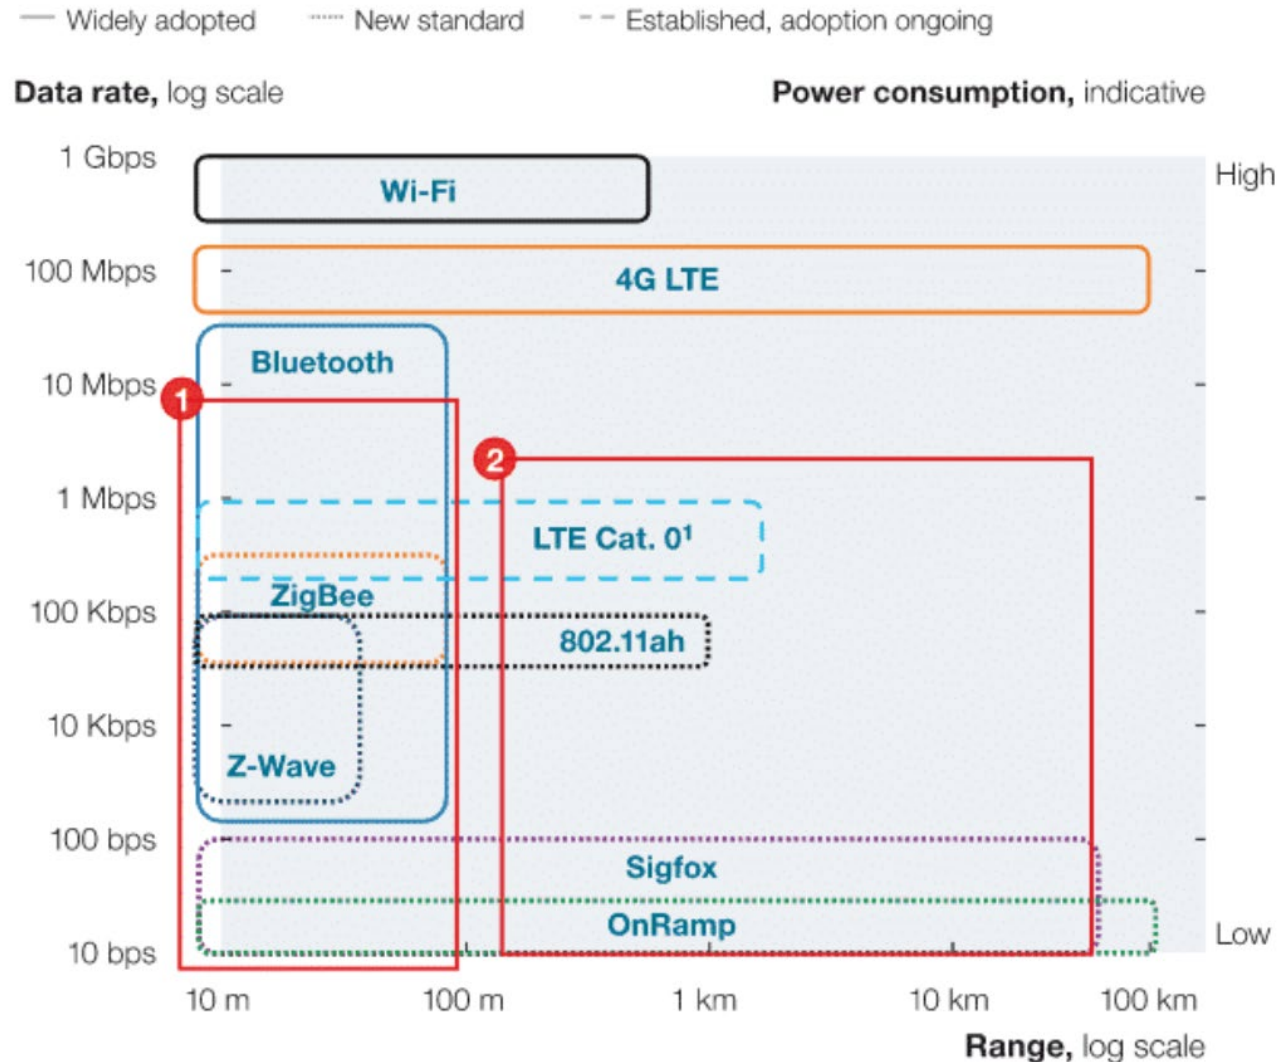 Widely adopted New standard Established, adoption ongoing
Data rate, log scale Power consumption, indicative
1 Gbps
High
Wi-Fi
100 Mbps
4G LTE
Bluetooth
10 Mbps
1
2
1 Mbps
LTE Cat. 0¹
ZigBee
100 Kbps
802.11ah
10 Kbps
Z-Wave
100 bps
Sigfox
OnRamp
Low
10 bps
10 m 100 m 1 km 10 km 100 km
Range, log scale